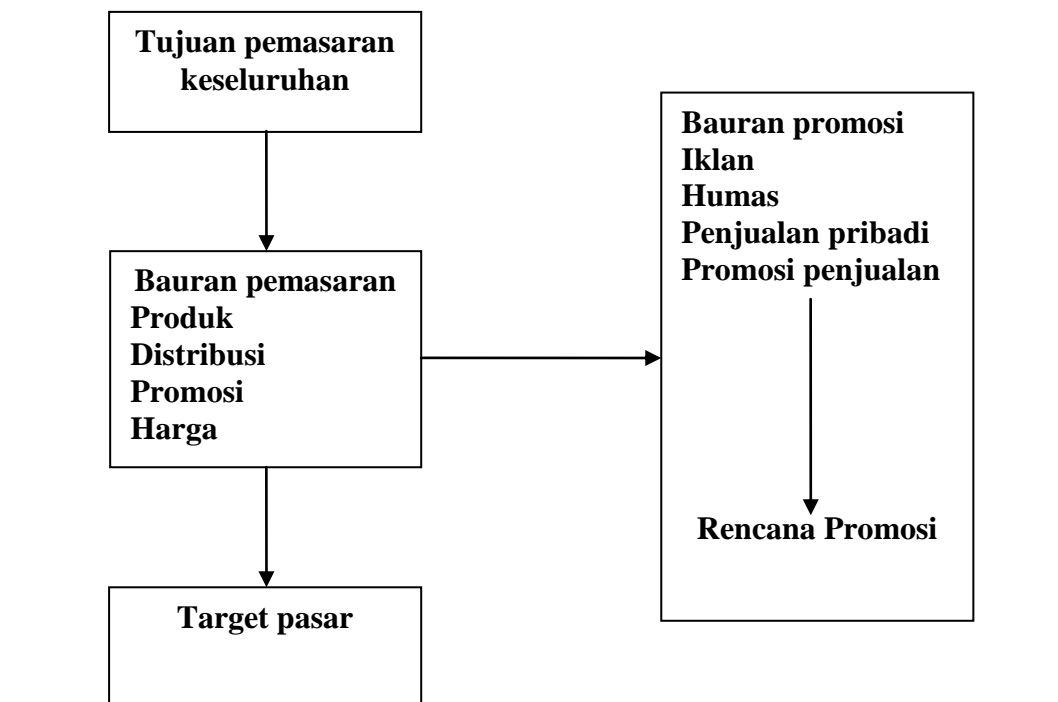 Tujuan pemasaran
keseluruhan
Bauran pemasaran
Produk
Distribusi
Promosi
Harga
Target pasar
Bauran promosi
Iklan
Humas
Penjualan pribadi
Promosi penjualan
Rencana Promosi